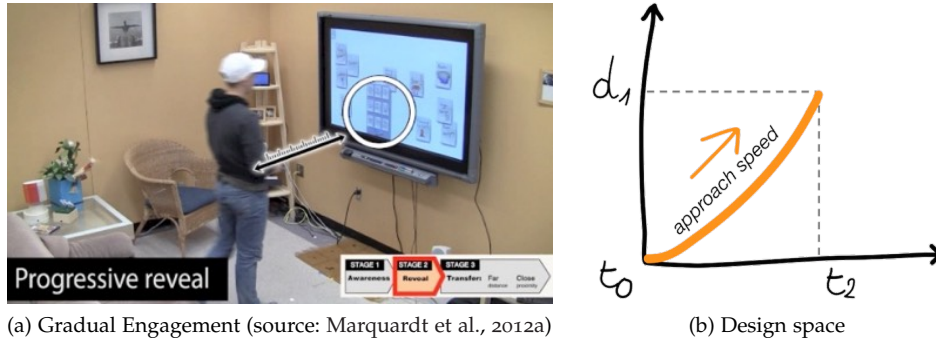 Progressive reveal
STAGE 1
Awareness
STAGE 2
Reveal
STAGE 3
Transfer:
Far
distance
Close
proximity
(a) Gradual Engagement (source: Marquardt et al., 2012a)
d1
approach speed
t0
t2
(b) Design space